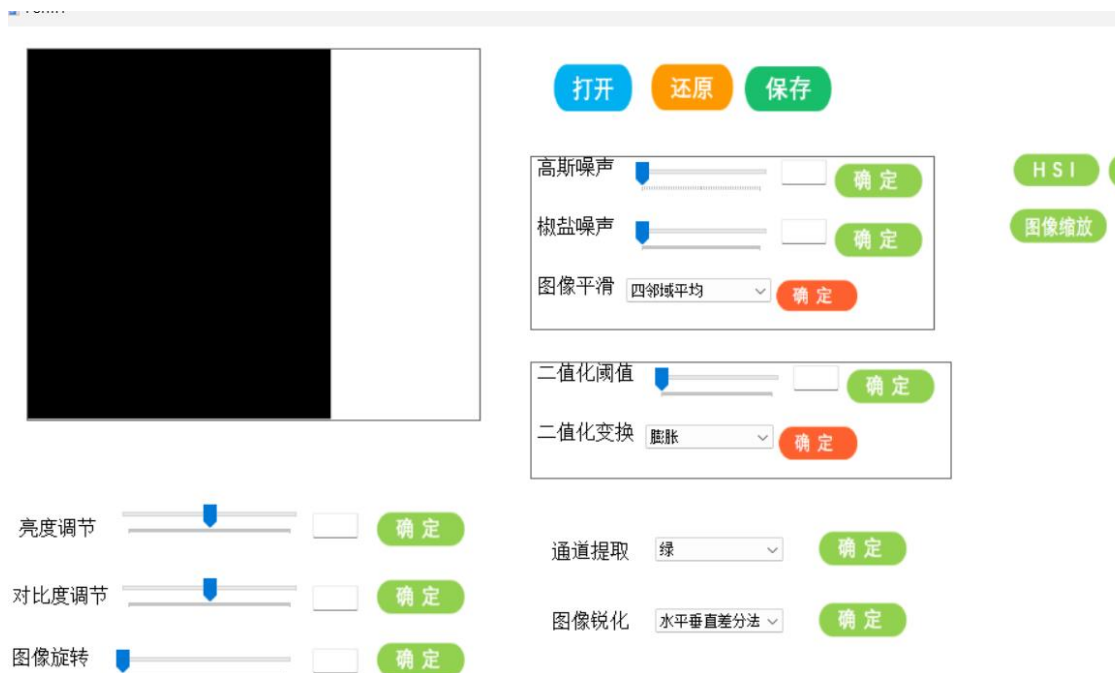 打开 还原 保存
高斯噪声 确定
HSI
椒盐噪声 确定
图像缩放
图像平滑 四邻域平均 确定
二值化阈值 确定
二值化变换 膨胀 确定
亮度调节 确定
通道提取 绿 确定
对比度调节 确定
图像锐化 水平垂直差分法 确定
图像旋转 确定